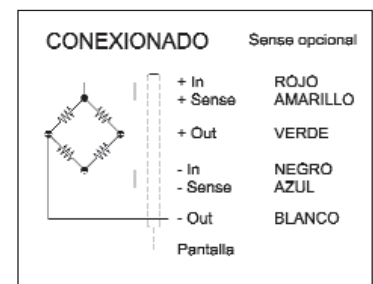 CONEXIONADO Sense opcional
+ In ROJO
+ Sense AMARILLO
+ Out VERDE
- In NEGRO
- Sense AZUL
- Out BLANCO
Pantalla